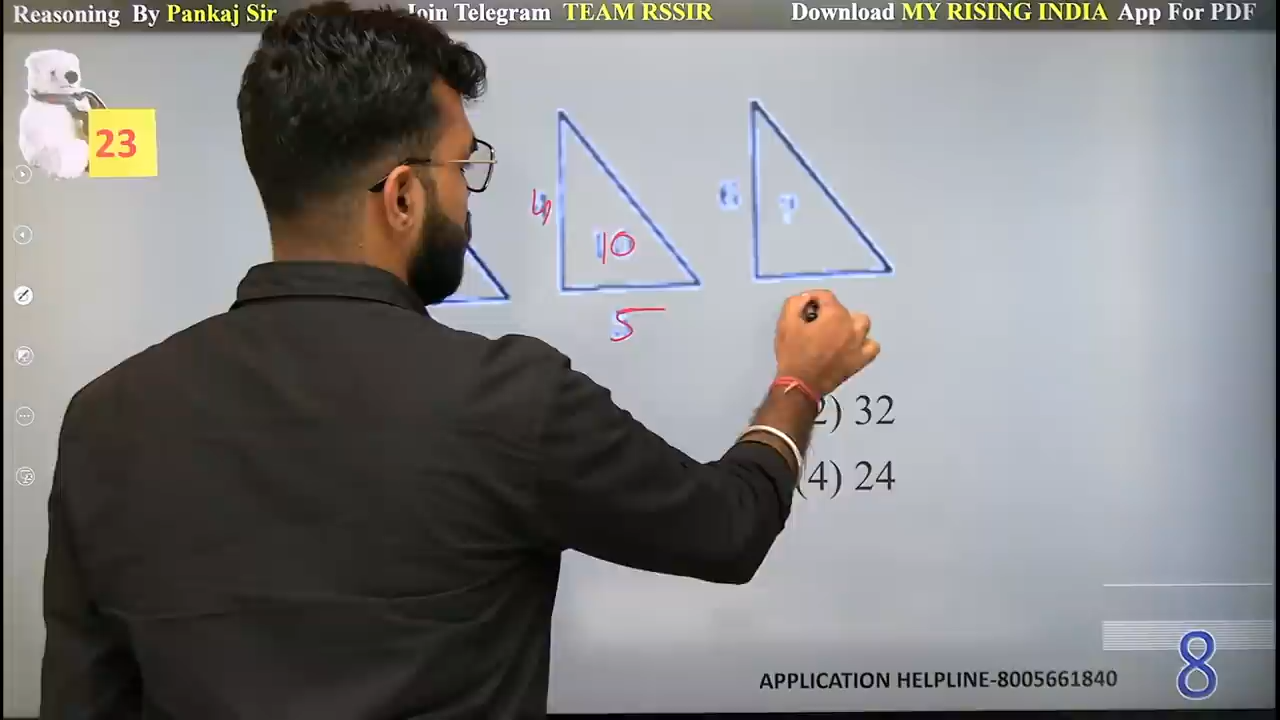 Reasoning By Pankaj Sir
Join Telegram TEAM RSSIR
Download MY RISING INDIA App For PDF
23
4
10
5
6
?
2) 32
(4) 24
8
APPLICATION HELPLINE-8005661840